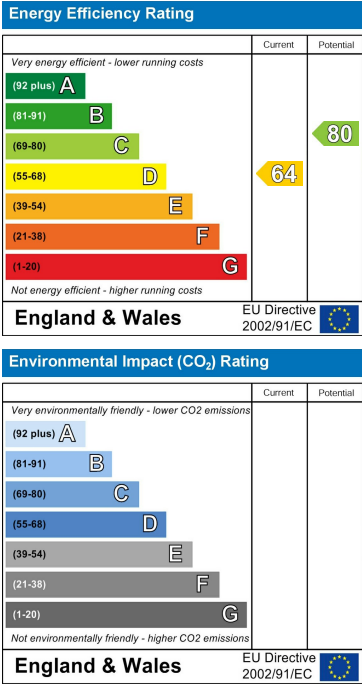 Energy Efficiency Rating
Current Potential
Very energy efficient - lower running costs
(92 plus) A
(81-91) B
80
(69-80) C
(55-68) D
64
(39-54) E
(21-38) F
(1-20) G
Not energy efficient - higher running costs
England & Wales
EU Directive
2002/91/EC
Environmental Impact (CO₂) Rating
Current Potential
Very environmentally friendly - lower CO2 emissions
(92 plus) A
(81-91) B
(69-80) C
(55-68) D
(39-54) E
(21-38) F
(1-20) G
Not environmentally friendly - higher CO2 emissions
England & Wales
EU Directive
2002/91/EC